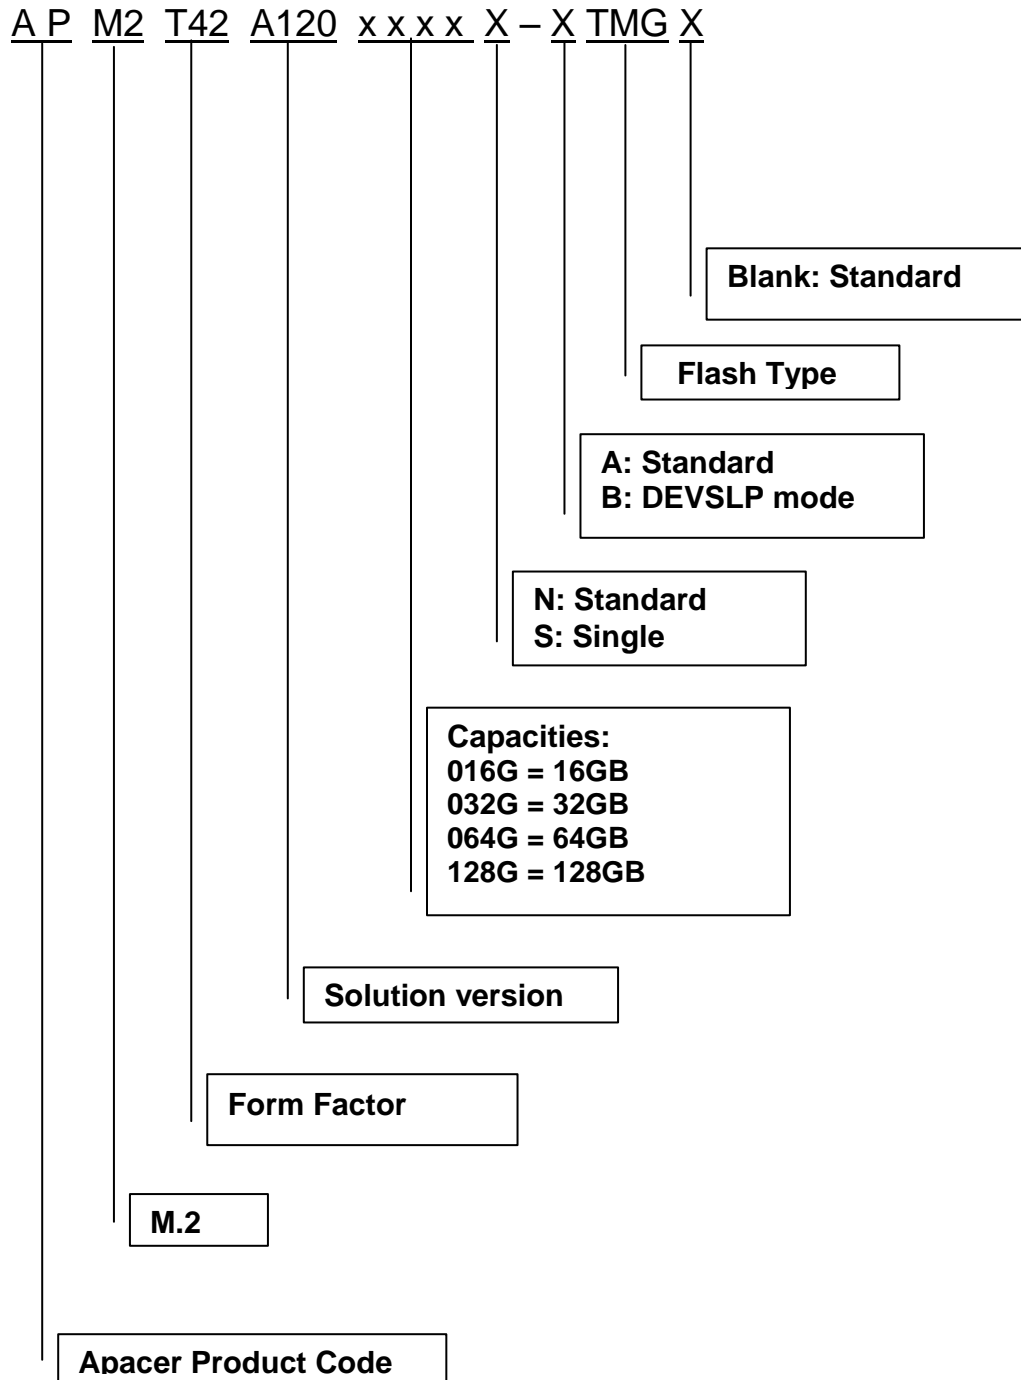 A P M2 T42 A120 x x x x X – X TMG X
Blank: Standard
Flash Type
A: Standard
B: DEVSLP mode
N: Standard
S: Single
Capacities:
016G = 16GB
032G = 32GB
064G = 64GB
128G = 128GB
Solution version
Form Factor
M.2
Apacer Product Code